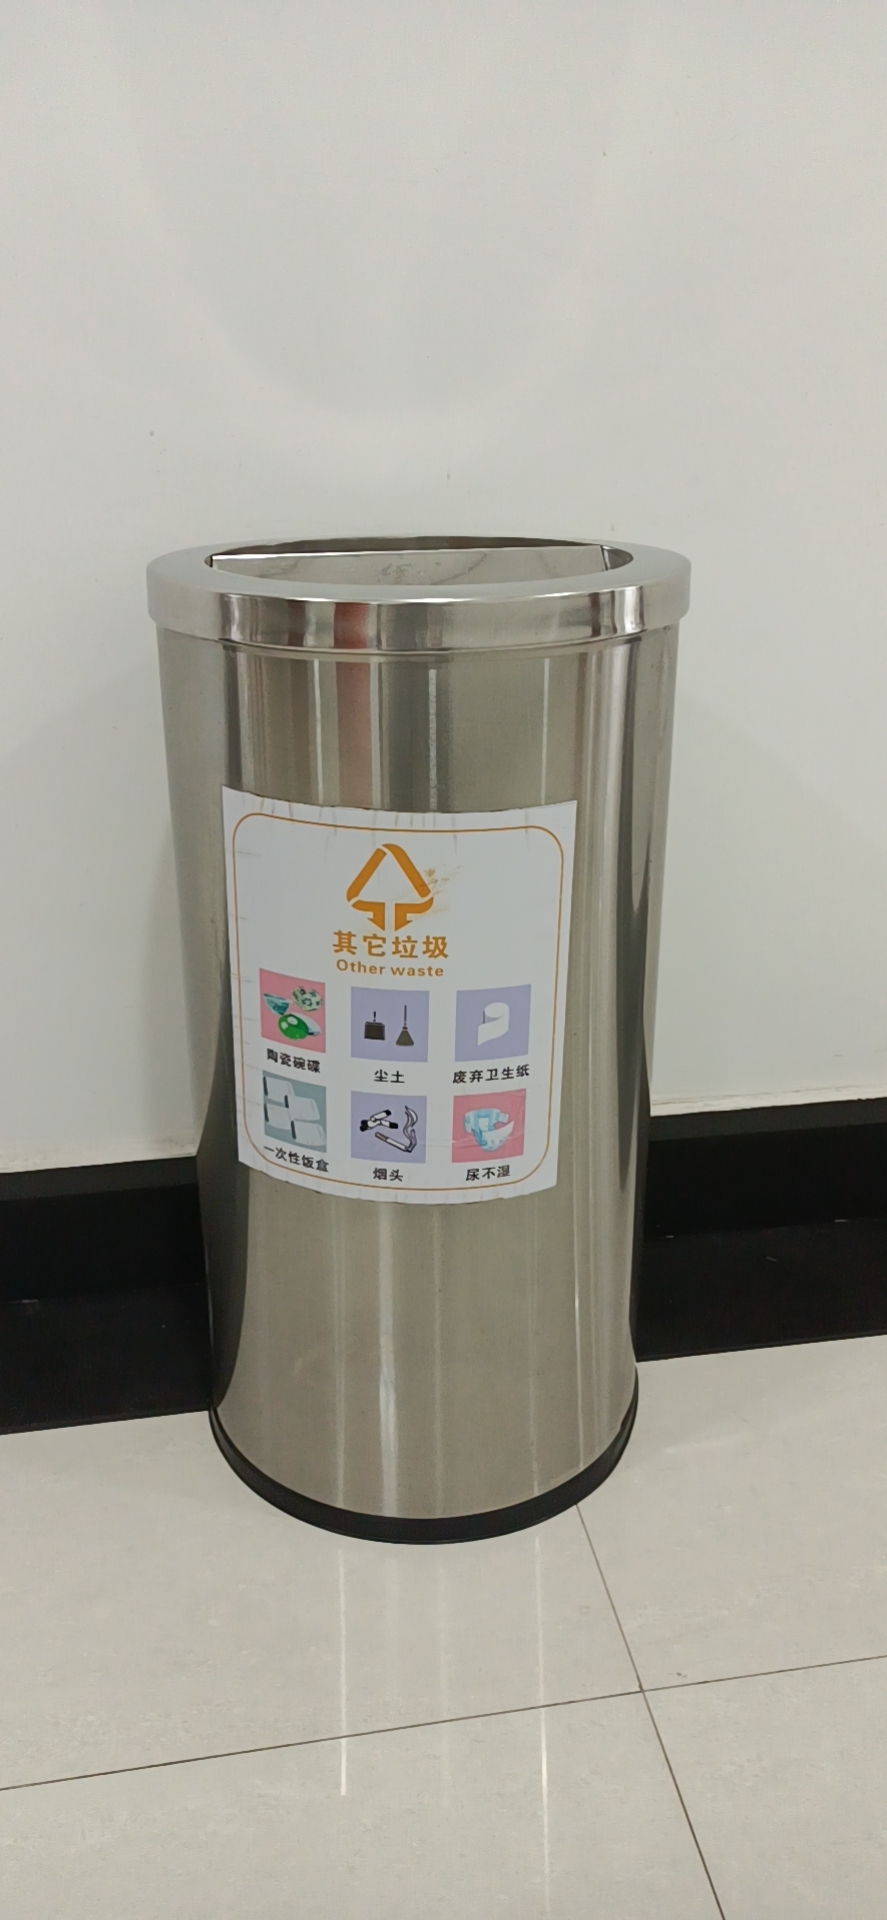 其它垃圾
Other waste
陶瓷碗碟
尘土
废弃卫生纸
一次性饭盒
烟头
尿不湿